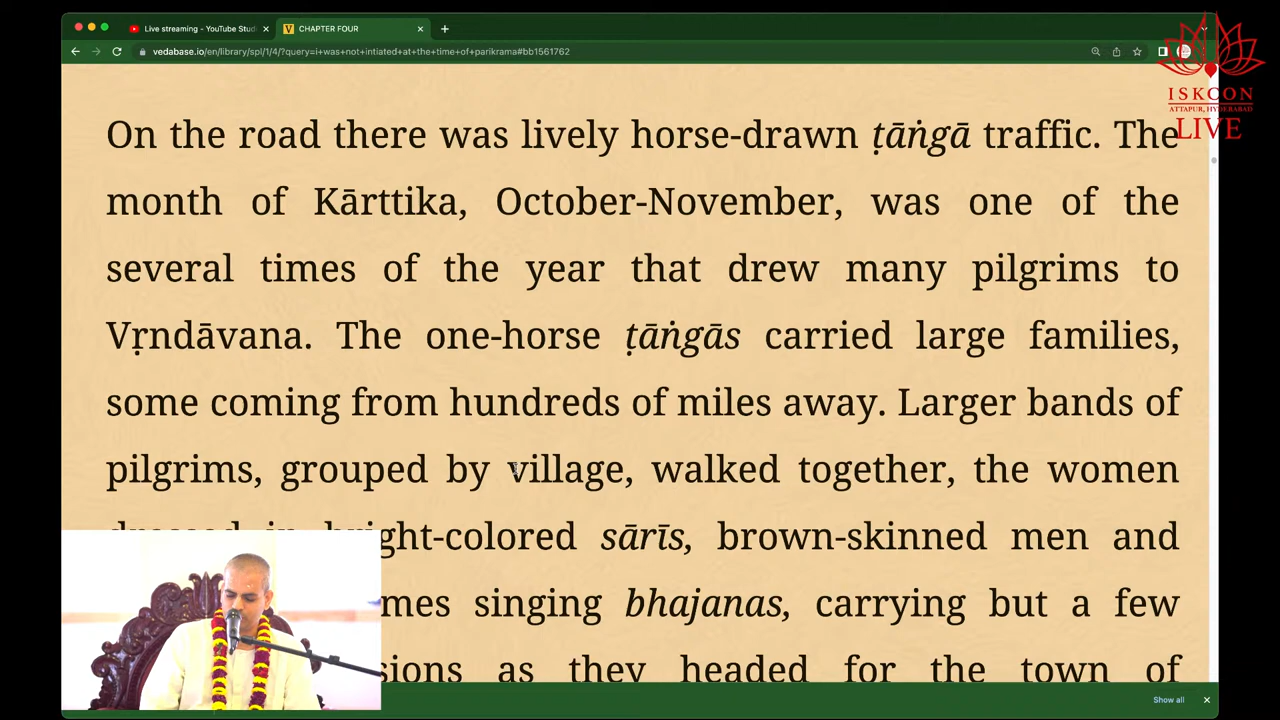 Live streaming - YouTube Stud
CHAPTER FOUR
vedabase.io/en/library/spl/1/4/?query=i+was+not+intiated+at+the+time+of+parikrama#bb1561762
ISKCON
ATTAPUR, HYDERABAD
LIVE
On the road there was lively horse-drawn ṭāṅgā traffic. The
month of Kārttika, October-November, was one of the
several times of the year that drew many pilgrims to
Vṛndāvana. The one-horse ṭāṅgās carried large families,
some coming from hundreds of miles away. Larger bands of
pilgrims, grouped by village, walked together, the women
dressed in bright-colored sārīs, brown-skinned men and
mes singing bhajanas, carrying but a few
sions as they headed for the town of
Show all